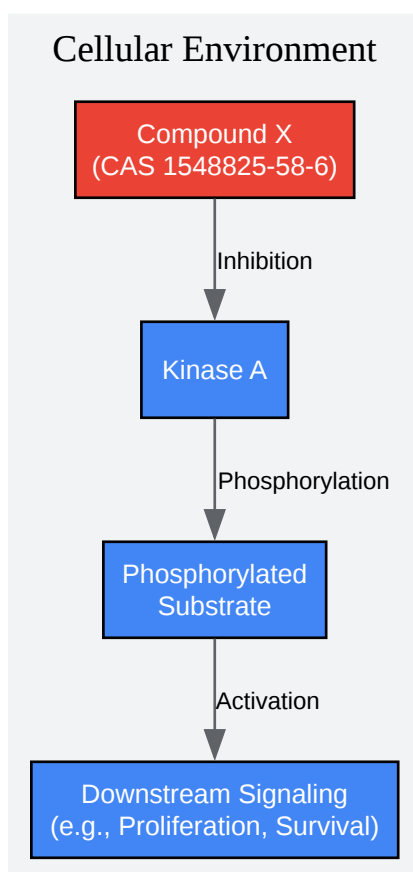 Cellular Environment
Compound X
(CAS 1548825-58-6)
Inhibition
Kinase A
Phosphorylation
Phosphorylated
Substrate
Activation
Downstream Signaling
(e.g., Proliferation, Survival)